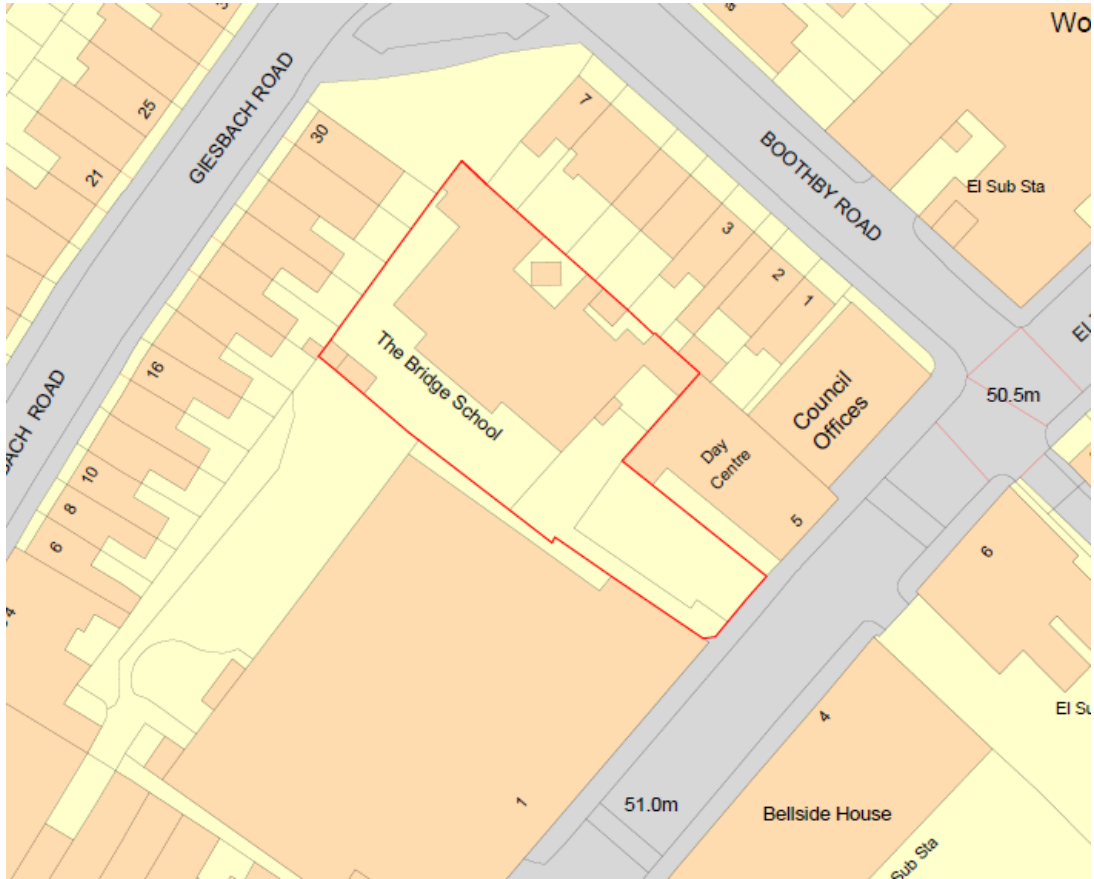 Wo
25
21
GIESBACH ROAD
30
7
BOOTHBY ROAD
El Sub Sta
3
2
1
The Bridge School
Council
Offices
50.5m
16
Day
Centre
5
BACH ROAD
10
8
6
6
El Su
4
1
51.0m
Bellside House
Sub Sta